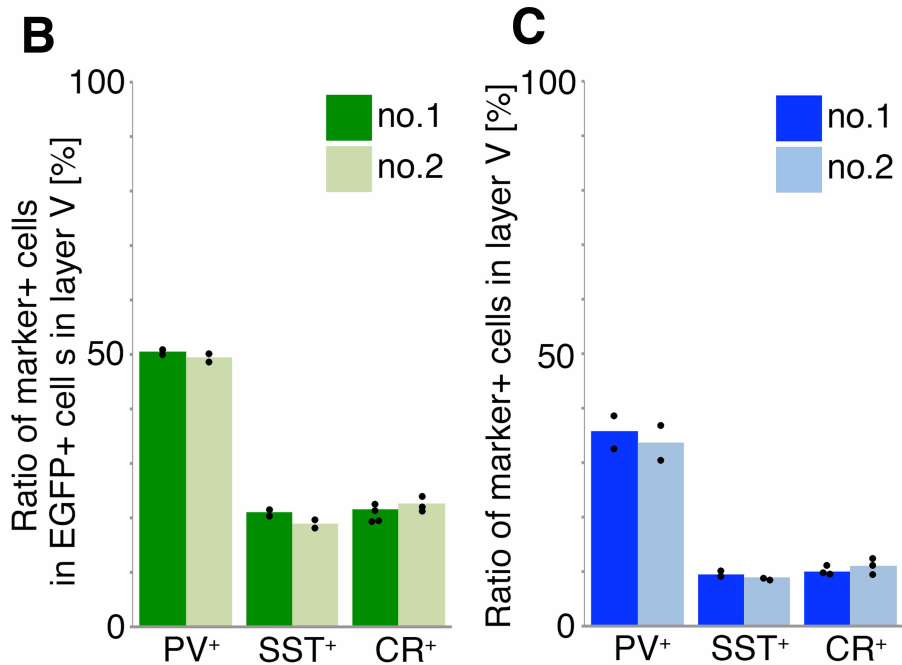 B
Ratio of marker+ cells
in EGFP+ cell s in layer V [%]
100
50
0
no.1
no.2
PV⁺
SST⁺
CR⁺
C
Ratio of marker+ cells in layer V [%]
100
50
0
no.1
no.2
PV⁺
SST⁺
CR⁺